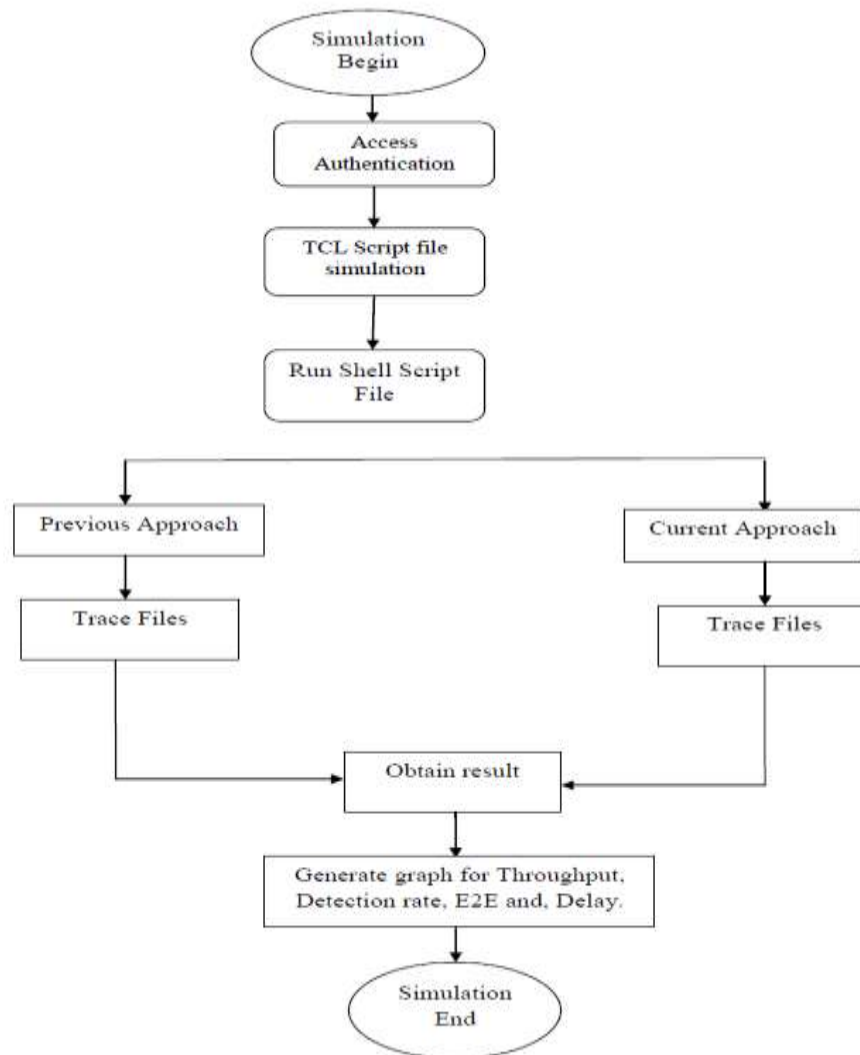 Simulation
Begin
Access
Authentication
TCL Script file
simulation
Run Shell Script
File
Previous Approach
Current Approach
Trace Files
Trace Files
Obtain result
Generate graph for Throughput,
Detection rate, E2E and, Delay.
Simulation
End